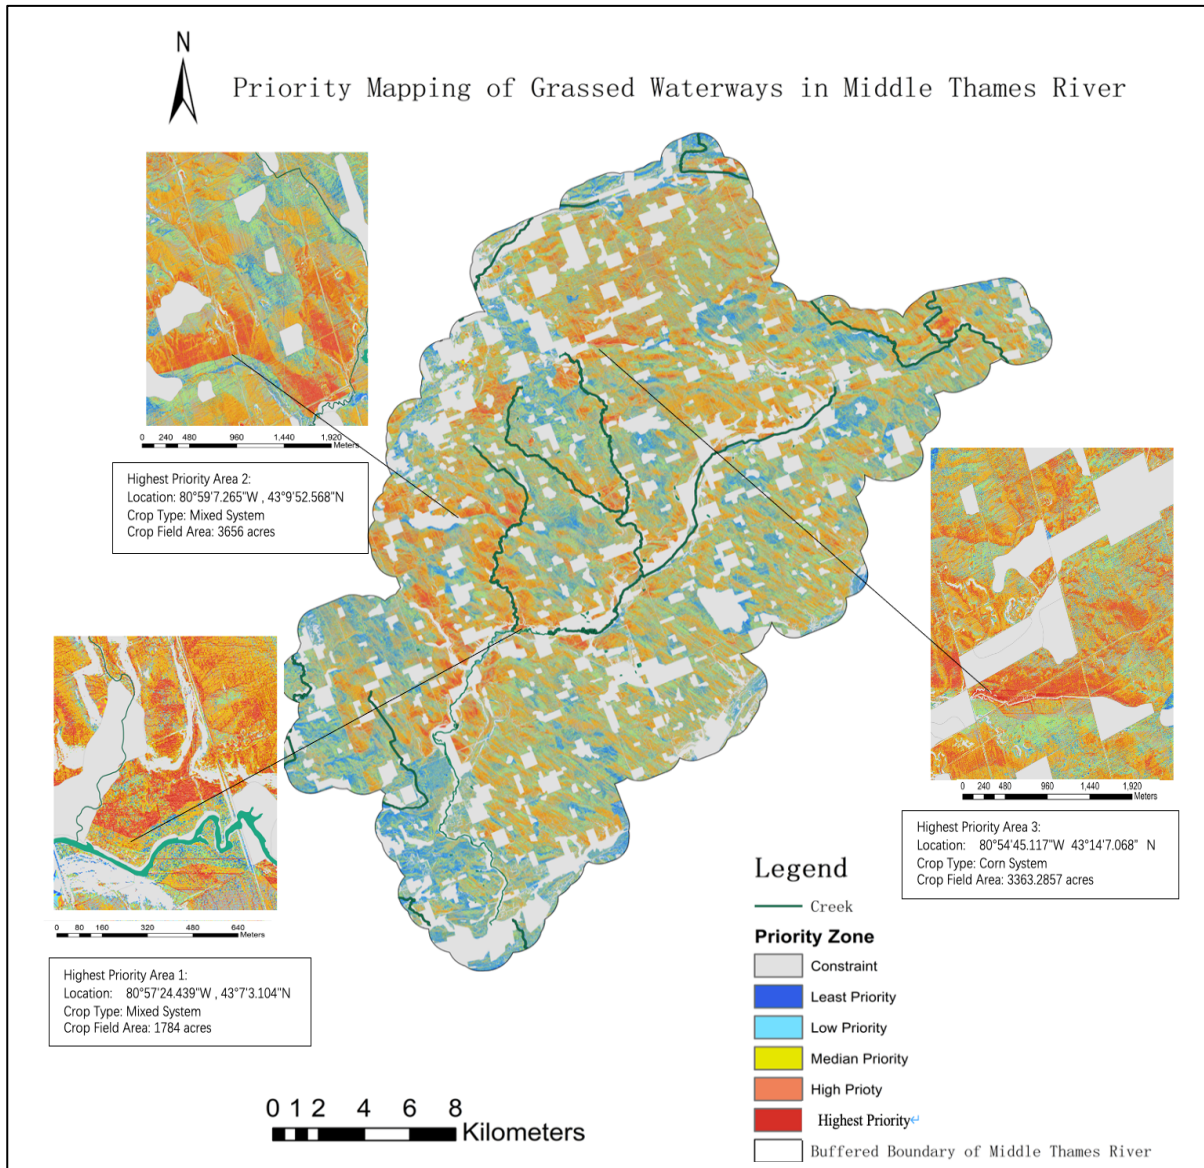 N
Priority Mapping of Grassed Waterways in Middle Thames River
0 240 480 960 1,440 1,920
Meters
Highest Priority Area 2:
Location: 80°59'7.265"W , 43°9'52.568"N
Crop Type: Mixed System
Crop Field Area: 3656 acres
0 80 160 320 480 640
Meters
Highest Priority Area 1:
Location: 80°57'24.439"W , 43°7'3.104"N
Crop Type: Mixed System
Crop Field Area: 1784 acres
0 240 480 960 1,440 1,920
Meters
Highest Priority Area 3:
Location: 80°54'45.117"W 43°14'7.068" N
Crop Type: Corn System
Crop Field Area: 3363.2857 acres
Legend
Creek
Priority Zone
Constraint
Least Priority
Low Priority
Median Priority
High Prioty
Highest Priority↵
Buffered Boundary of Middle Thames River
0 1 2 4 6 8
Kilometers